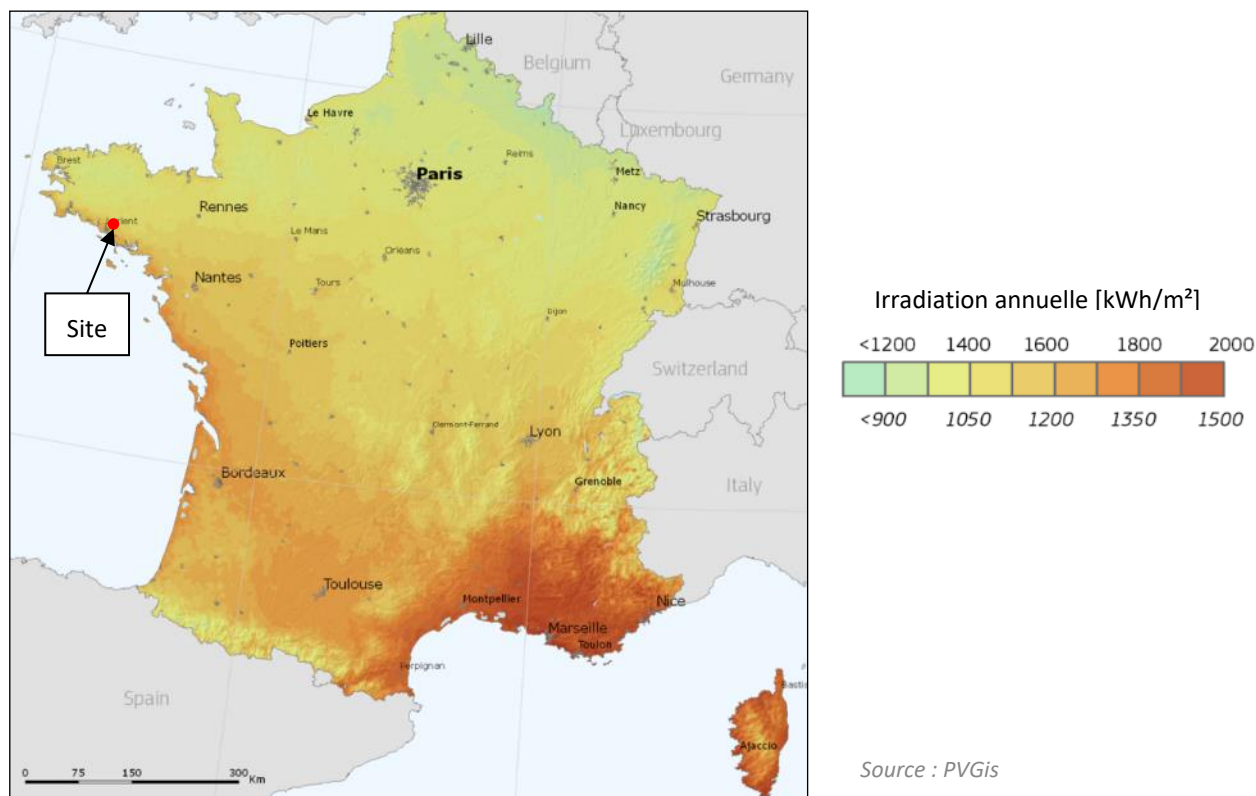 Lille
Belgium
Germany
Le Havre
Luxembourg
Brest
Reims
Paris
Metz
Rennes
Nancy
Strasbourg
Le Mans
Orléans
Nantes
Tours
Mulhouse
Site
Dijon
Irradiation annuelle [kWh/m²]
Poitiers
<1200 1400 1600 1800 2000
Switzerland
<900 1050 1200 1350 1500
Clermont-Ferrand
Lyon
Bordeaux
Grenoble
Italy
Toulouse
Montpellier
Nice
Marseille
Toulon
Perpignan
Spain
Ajaccio
0 75 150 300 Km
Source : PVGis